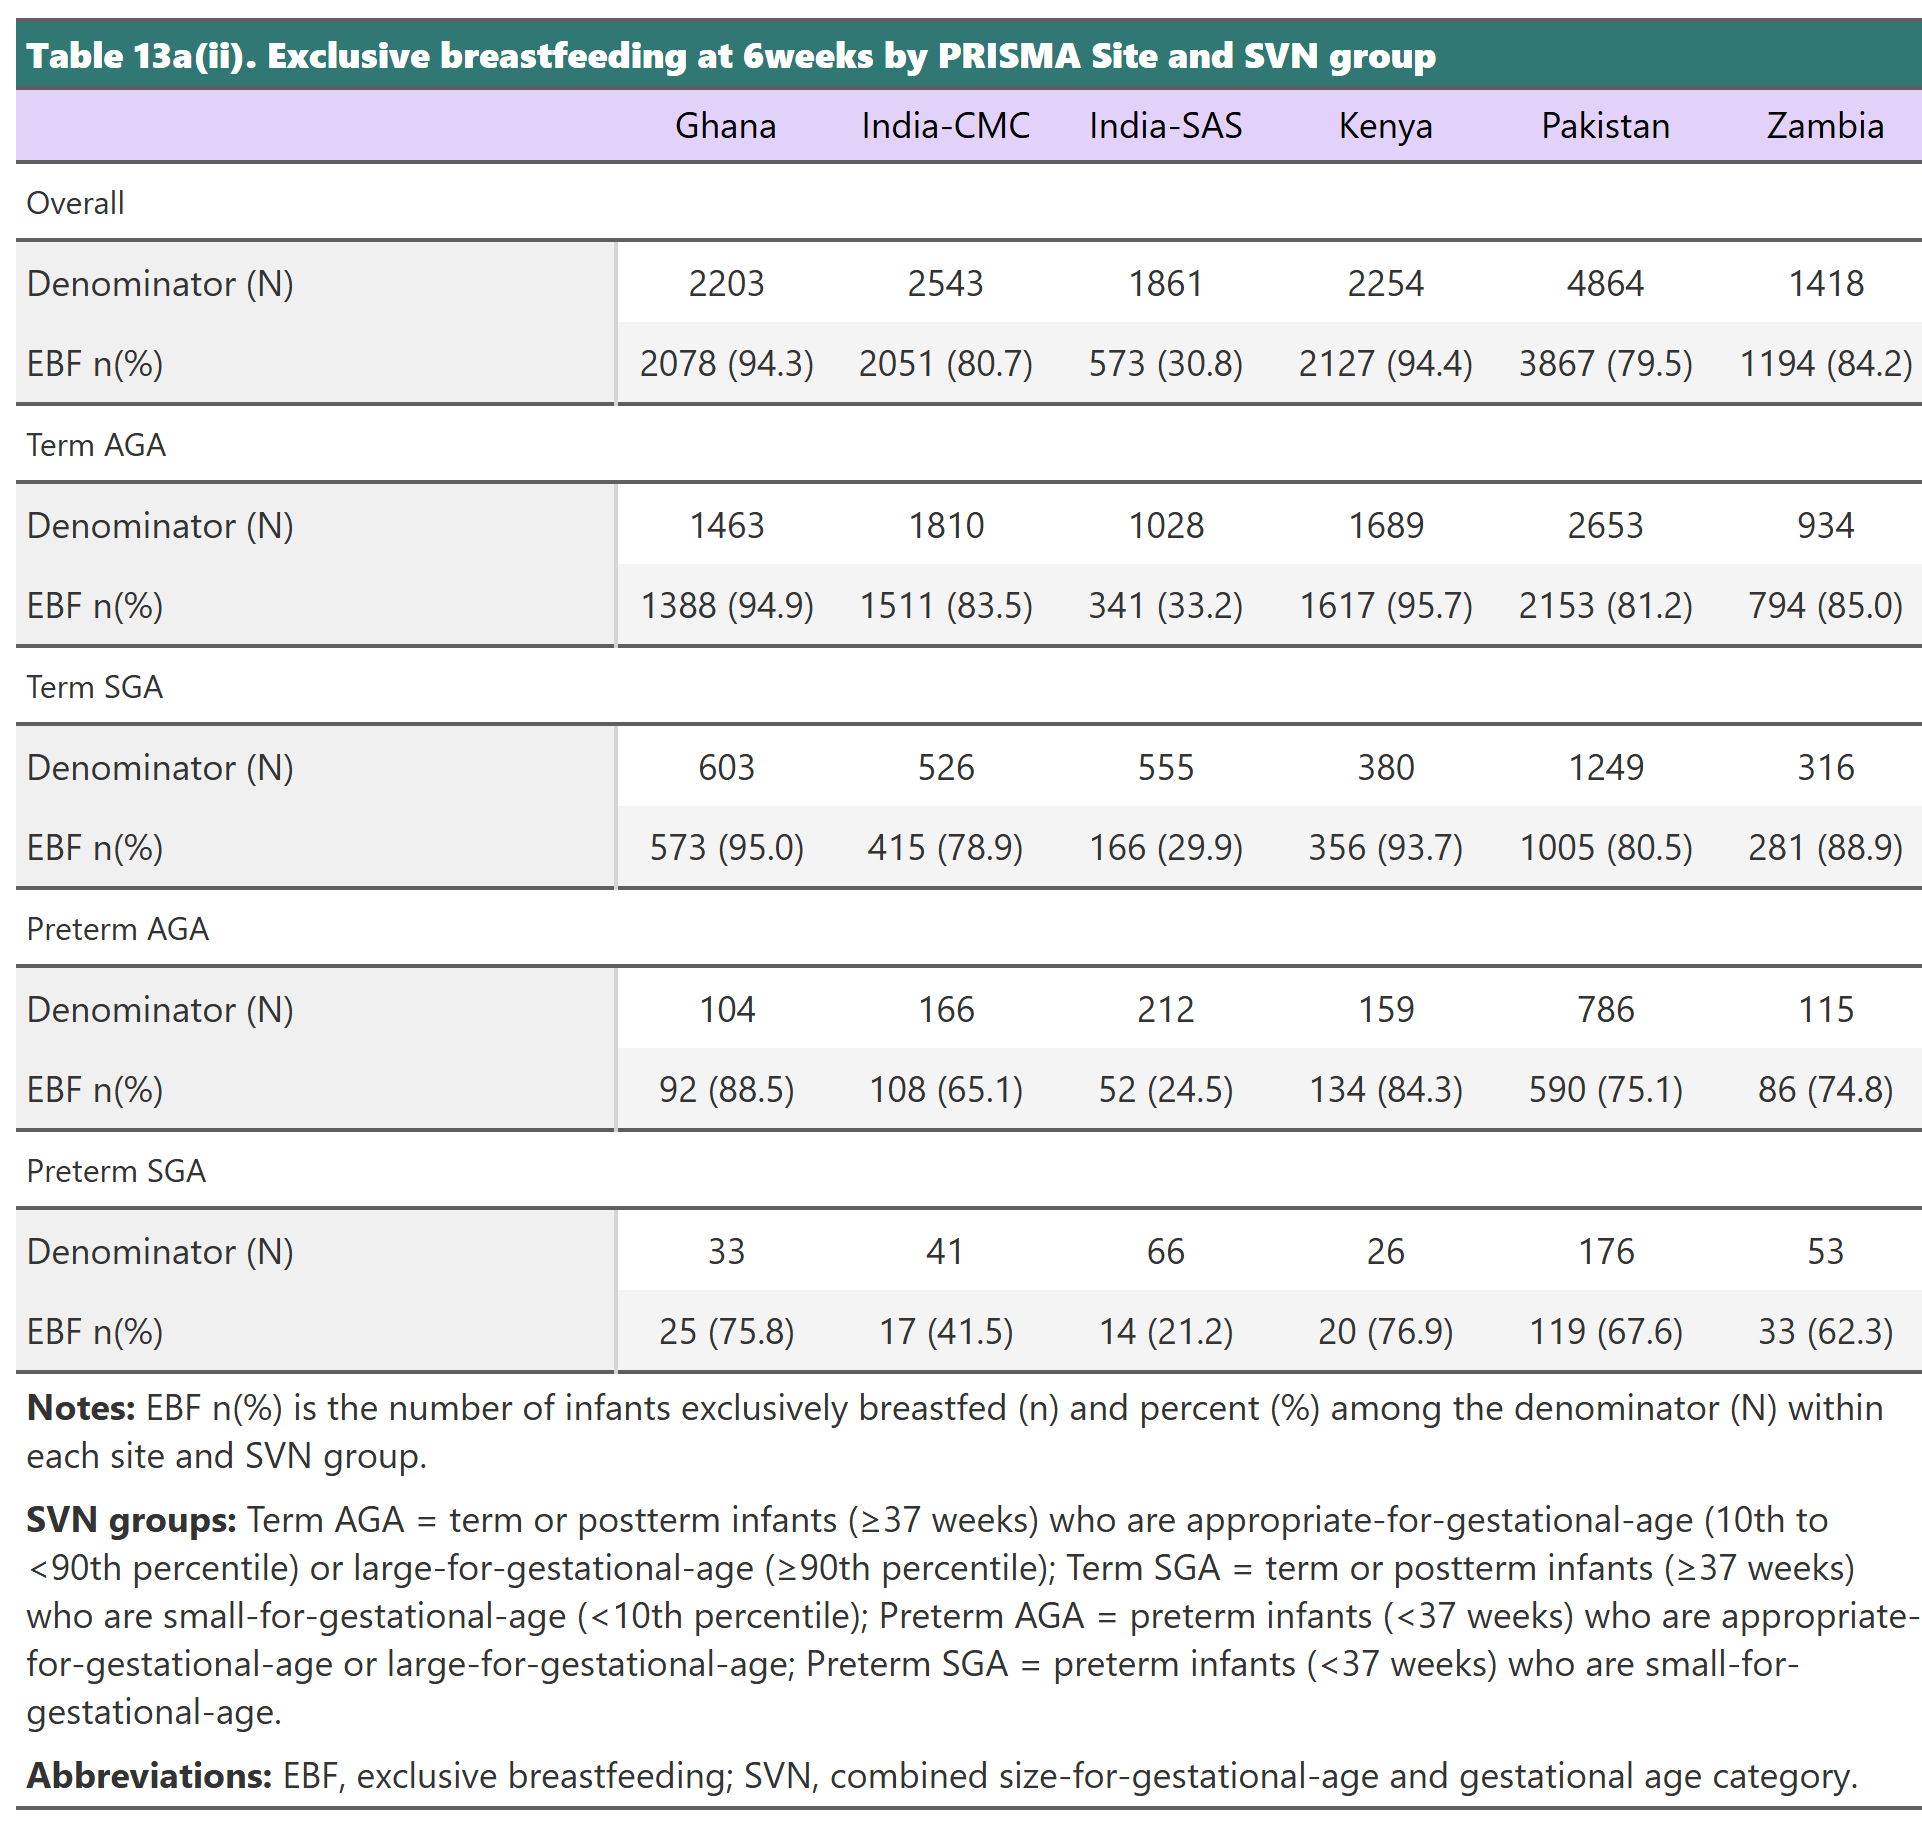 Table 13a(ii). Exclusive breastfeeding at 6weeks by PRISMA Site and SVN group
Ghana India-CMC India-SAS Kenya Pakistan Zambia
Overall
Denominator (N) 2203 2543 1861 2254 4864 1418
EBF n(%) 2078 (94.3) 2051 (80.7) 573 (30.8) 2127 (94.4) 3867 (79.5) 1194 (84.2)
Term AGA
Denominator (N) 1463 1810 1028 1689 2653 934
EBF n(%) 1388 (94.9) 1511 (83.5) 341 (33.2) 1617 (95.7) 2153 (81.2) 794 (85.0)
Term SGA
Denominator (N) 603 526 555 380 1249 316
EBF n(%) 573 (95.0) 415 (78.9) 166 (29.9) 356 (93.7) 1005 (80.5) 281 (88.9)
Preterm AGA
Denominator (N) 104 166 212 159 786 115
EBF n(%) 92 (88.5) 108 (65.1) 52 (24.5) 134 (84.3) 590 (75.1) 86 (74.8)
Preterm SGA
Denominator (N) 33 41 66 26 176 53
EBF n(%) 25 (75.8) 17 (41.5) 14 (21.2) 20 (76.9) 119 (67.6) 33 (62.3)
Notes: EBF n(%) is the number of infants exclusively breastfed (n) and percent (%) among the denominator (N) within
each site and SVN group.
SVN groups: Term AGA = term or postterm infants (≥37 weeks) who are appropriate-for-gestational-age (10th to
<90th percentile) or large-for-gestational-age (≥90th percentile); Term SGA = term or postterm infants (≥37 weeks)
who are small-for-gestational-age (<10th percentile); Preterm AGA = preterm infants (<37 weeks) who are appropriate-
for-gestational-age or large-for-gestational-age; Preterm SGA = preterm infants (<37 weeks) who are small-for-
gestational-age.
Abbreviations: EBF, exclusive breastfeeding; SVN, combined size-for-gestational-age and gestational age category.